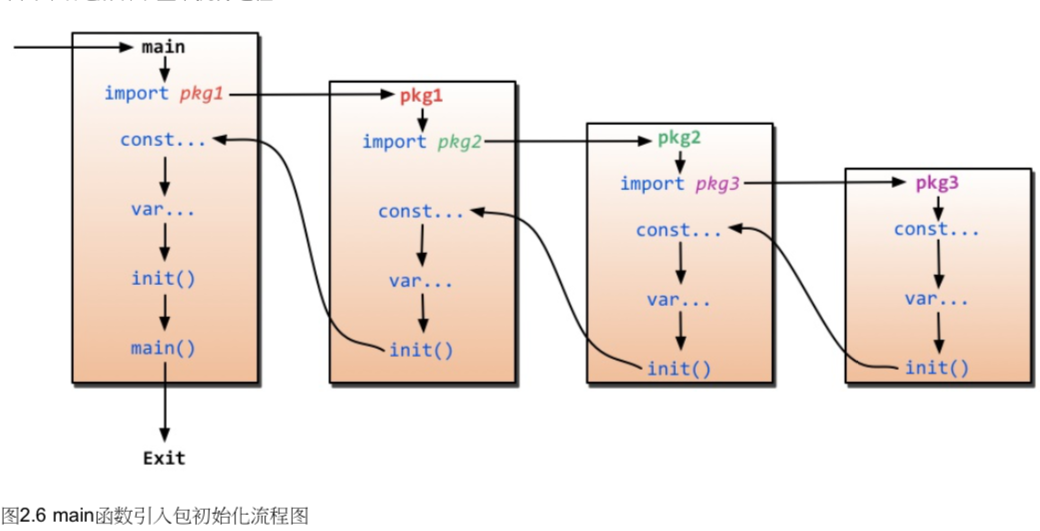 main
import pkg1
const...
var...
init()
main()
Exit
pkg1
import pkg2
const...
var...
init()
pkg2
import pkg3
const...
var...
init()
pkg3
const...
var...
init()
图2.6 main函数引入包初始化流程图